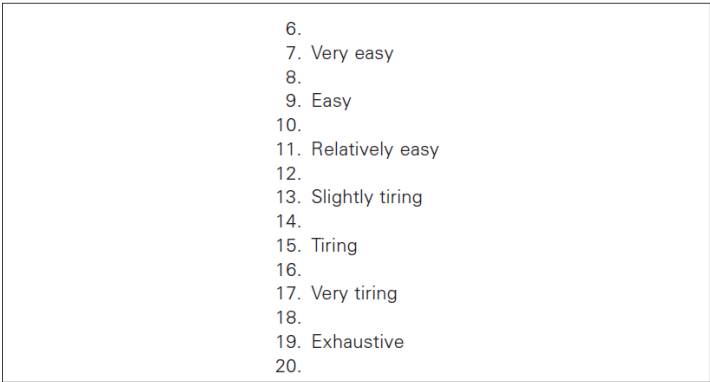 6.
7. Very easy
8.
9. Easy
10.
11. Relatively easy
12.
13. Slightly tiring
14.
15. Tiring
16.
17. Very tiring
18.
19. Exhaustive
20.